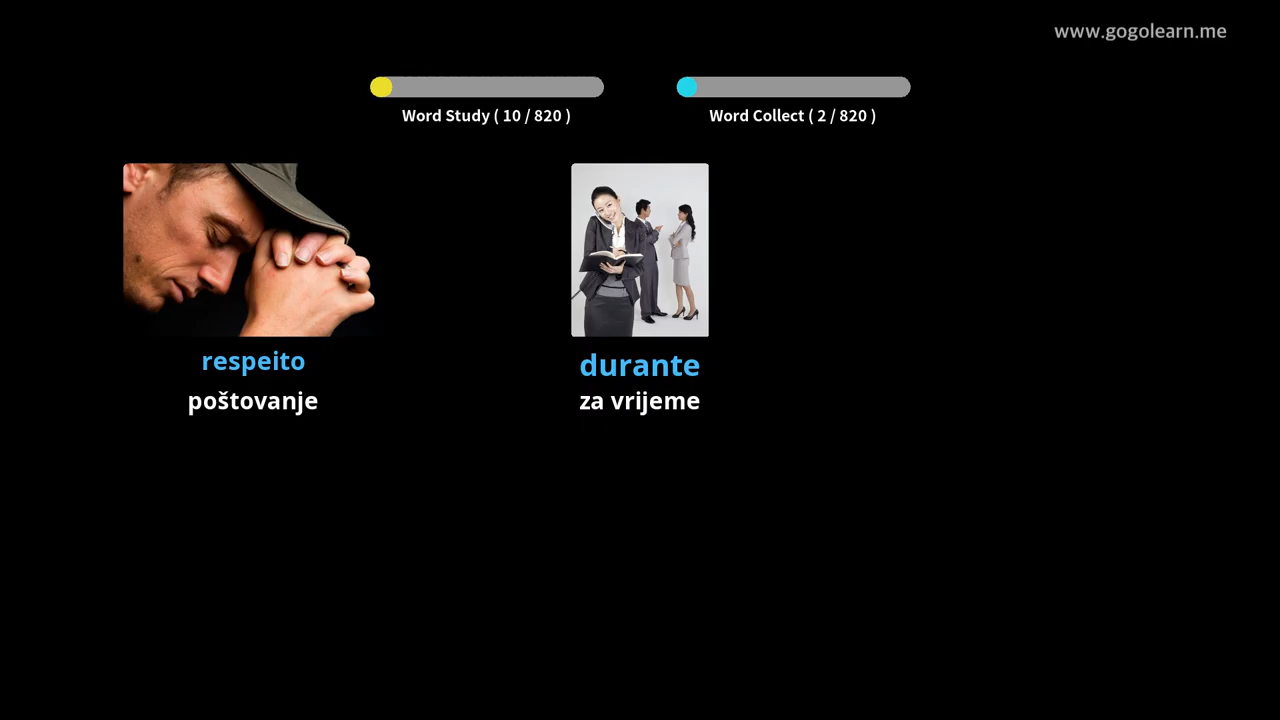 www.gogolearn.me
Word Study ( 10 / 820 )
Word Collect ( 2 / 820 )
respeito
poštovanje
durante
za vrijeme